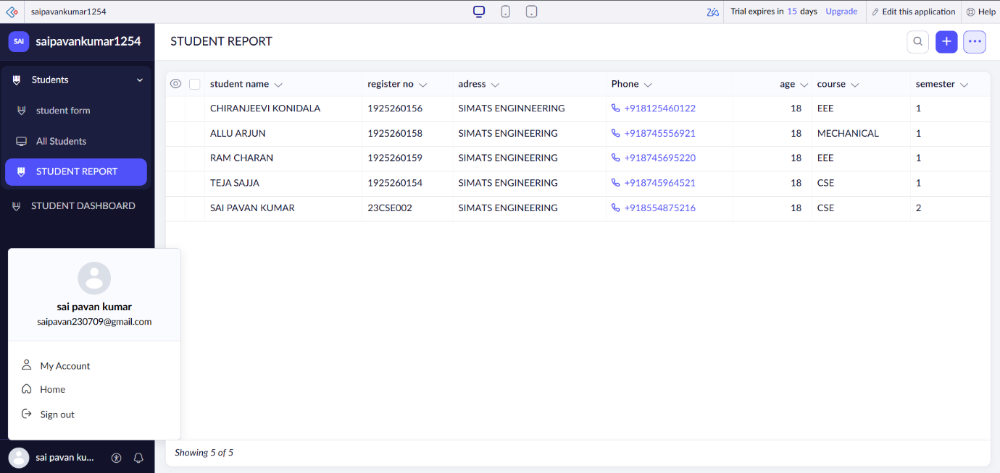 saipavankumar1254
Trial expires in 15 days Upgrade Edit this application Help
SAI saipavankumar1254
Students
student form
All Students
STUDENT REPORT
STUDENT DASHBOARD
sai pavan kumar
saipavan230709@gmail.com
My Account
Home
Sign out
sai pavan ku...
STUDENT REPORT
student name register no adress Phone age course semester
CHIRANJEEVI KONIDALA 1925260156 SIMATS ENGINNEERING +918125460122 18 EEE 1
ALLU ARJUN 1925260158 SIMATS ENGINEERING +918745556921 18 MECHANICAL 1
RAM CHARAN 1925260159 SIMATS ENGINEERING +918745695220 18 EEE 1
TEJA SAJJA 1925260154 SIMATS ENGINEERING +918745964521 18 CSE 1
SAI PAVAN KUMAR 23CSE002 SIMATS ENGINEERING +918554875216 18 CSE 2
Showing 5 of 5